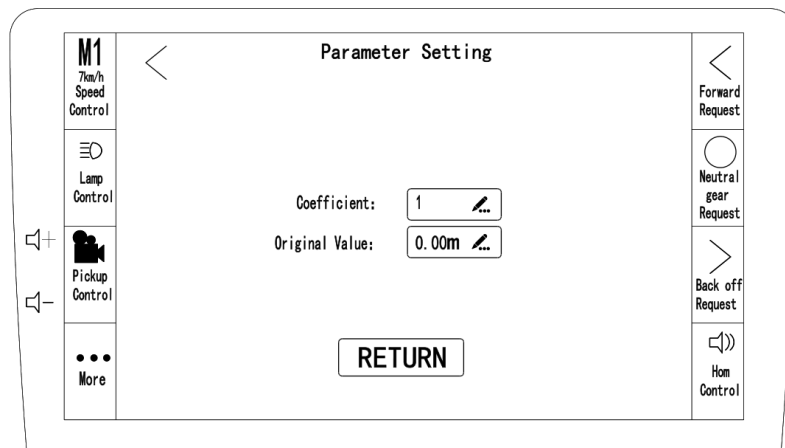 M1
7km/h
Speed
Control
Lamp
Control
Pickup
Control
More
Parameter Setting
Coefficient: 1
Original Value: 0.00m
RETURN
Forward
Request
Neutral
gear
Request
Back off
Request
Hom
Control